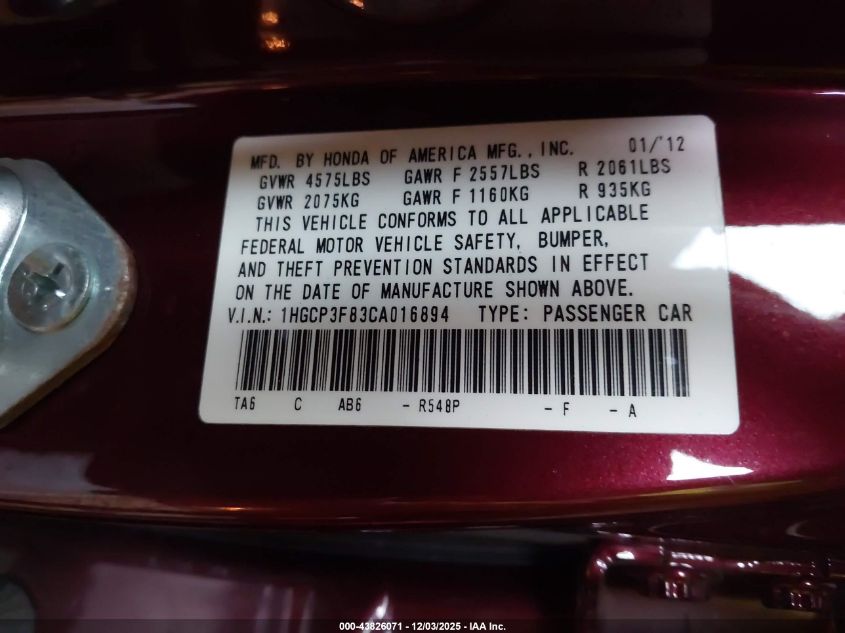 MFD. BY HONDA OF AMERICA MFG., INC. 01/'12
GVWR 4575LBS GAWR F 2557LBS R 2061LBS
GVWR 2075KG GAWR F 1160KG R 935KG
THIS VEHICLE CONFORMS TO ALL APPLICABLE
FEDERAL MOTOR VEHICLE SAFETY, BUMPER,
AND THEFT PREVENTION STANDARDS IN EFFECT
ON THE DATE OF MANUFACTURE SHOWN ABOVE.
V.I.N.: 1HGCP3F83CA016894 TYPE: PASSENGER CAR
TA6 C AB6 - R548P - F - A
000-43826071 - 12/03/2025 - IAA Inc.